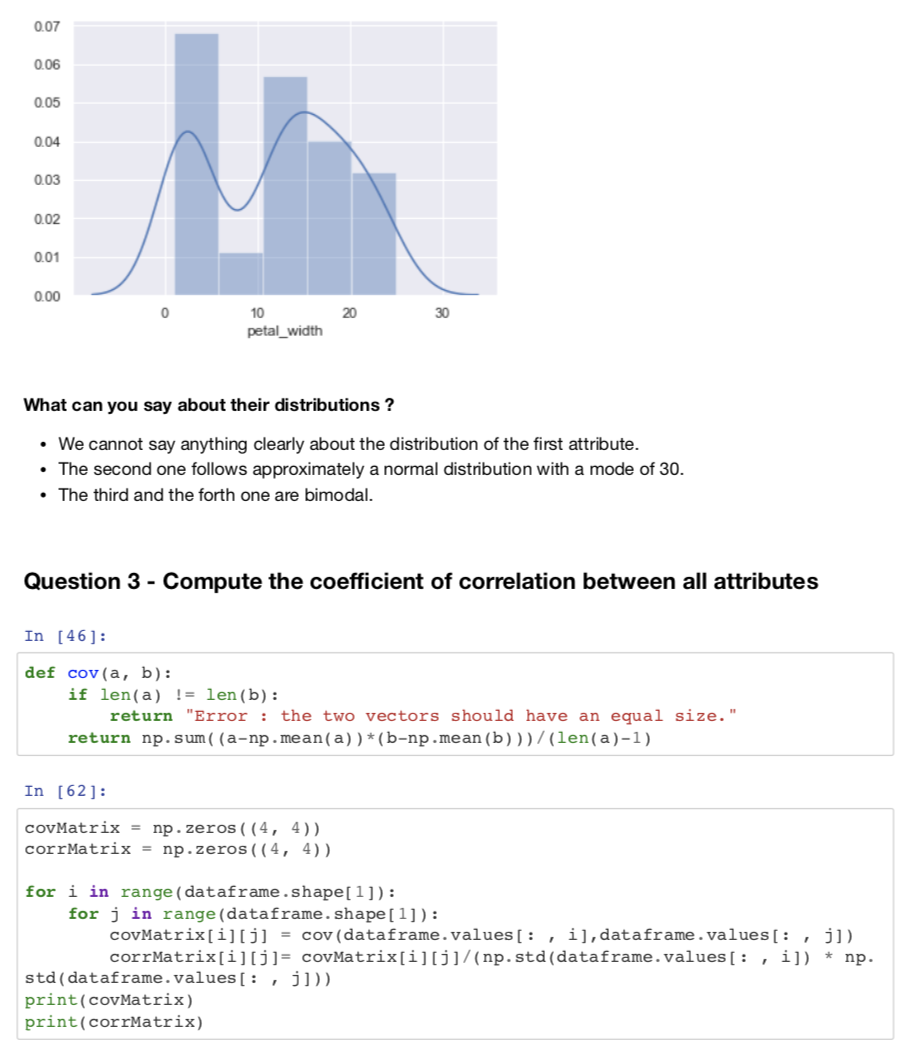 0.07
0.06
0.05
0.04
0.03
0.02
0.01
0.00
0 10 20 30
petal_width
What can you say about their distributions ?
• We cannot say anything clearly about the distribution of the first attribute.
• The second one follows approximately a normal distribution with a mode of 30.
• The third and the forth one are bimodal.
Question 3 - Compute the coefficient of correlation between all attributes
In [46]:
def cov(a, b):
    if len(a) != len(b):
        return "Error : the two vectors should have an equal size."
    return np.sum((a-np.mean(a))*(b-np.mean(b)))/(len(a)-1)
In [62]:
covMatrix = np.zeros((4, 4))
corrMatrix = np.zeros((4, 4))
for i in range(dataframe.shape[1]):
    for j in range(dataframe.shape[1]):
        covMatrix[i][j] = cov(dataframe.values[: , i],dataframe.values[: , j])
        corrMatrix[i][j]= covMatrix[i][j]/(np.std(dataframe.values[: , i]) * np.
std(dataframe.values[: , j]))
print(covMatrix)
print(corrMatrix)